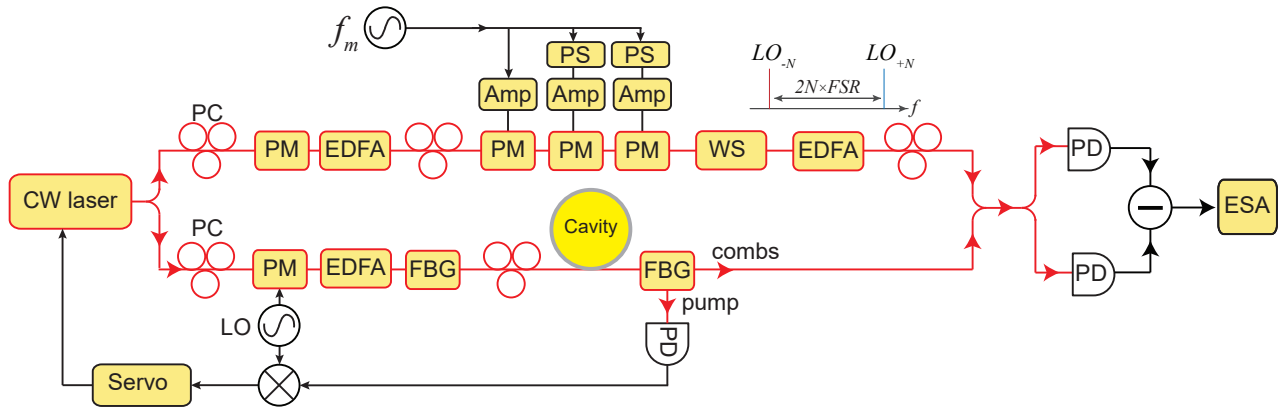 f_m
PS
PS
Amp
Amp
Amp
LO_{-N}
LO_{+N}
2N×FSR
f
PC
PM
EDFA
PM
PM
PM
WS
EDFA
PD
CW laser
ESA
PC
Cavity
PM
EDFA
FBG
FBG
combs
pump
PD
LO
PD
Servo